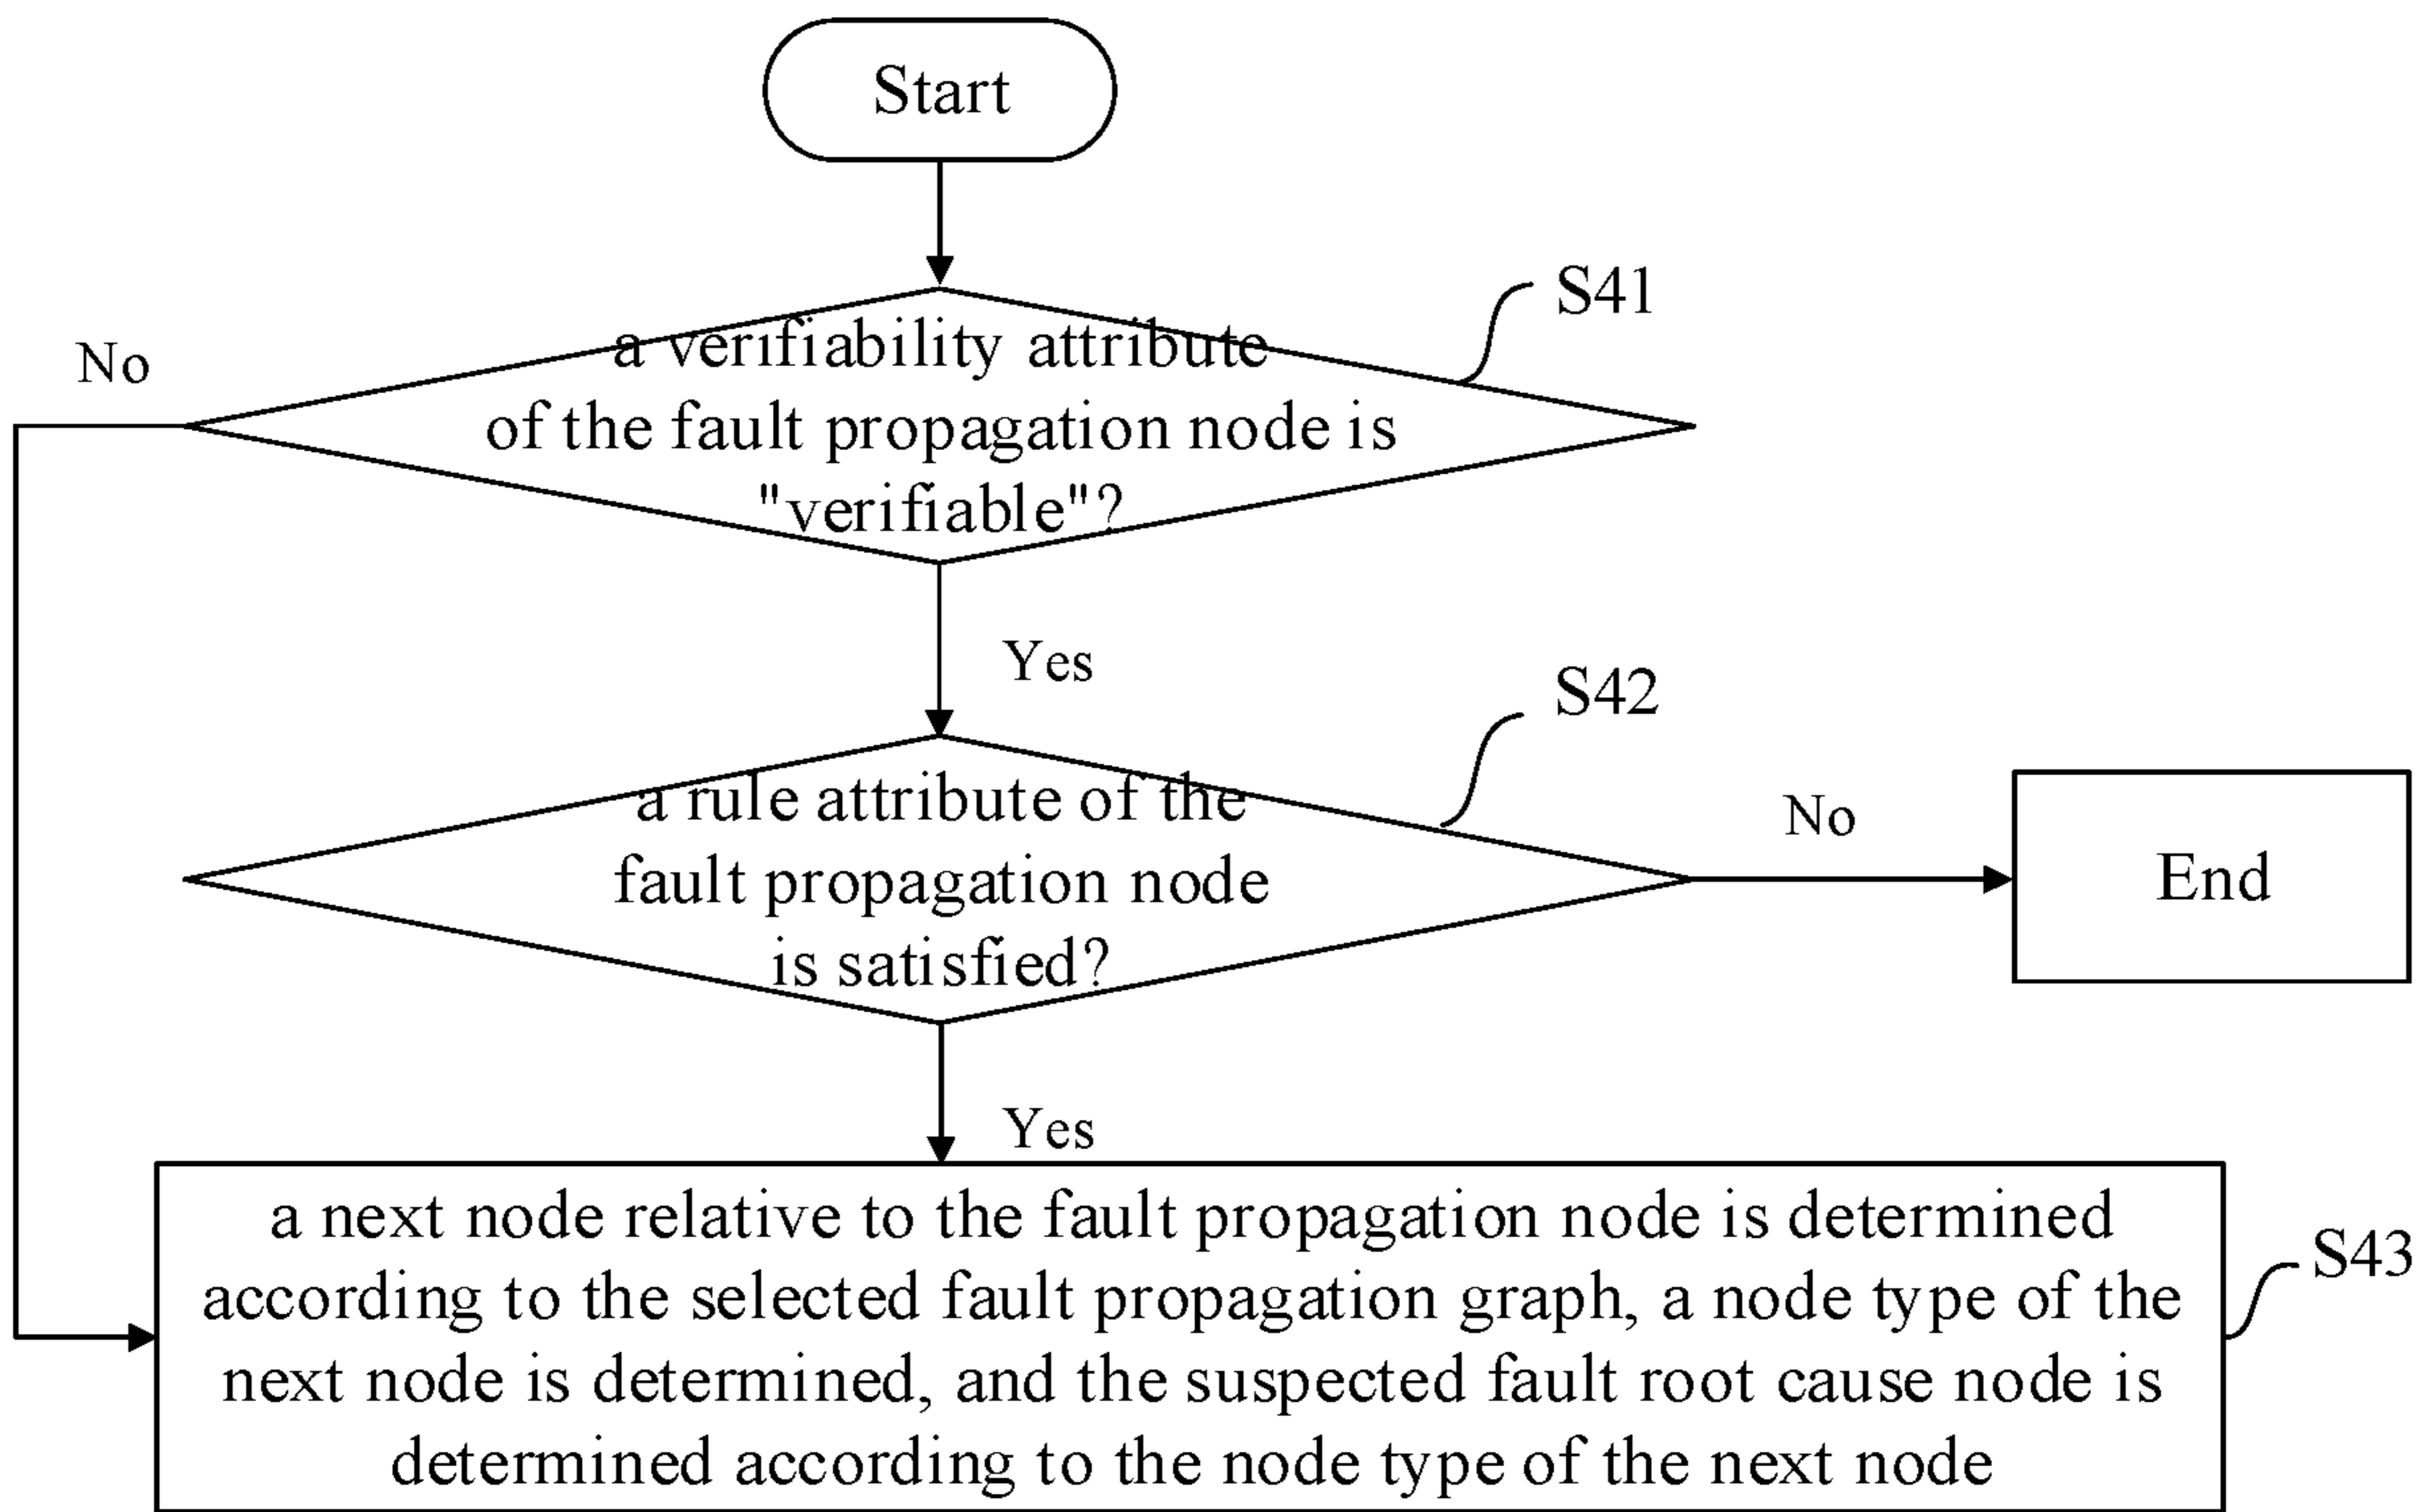 Start
S41
No
a verifiability attribute
of the fault propagation node is
"verifiable"?
Yes
S42
a rule attribute of the
fault propagation node
is satisfied?
No
End
Yes
a next node relative to the fault propagation node is determined
according to the selected fault propagation graph, a node type of the
next node is determined, and the suspected fault root cause node is
determined according to the node type of the next node
S43